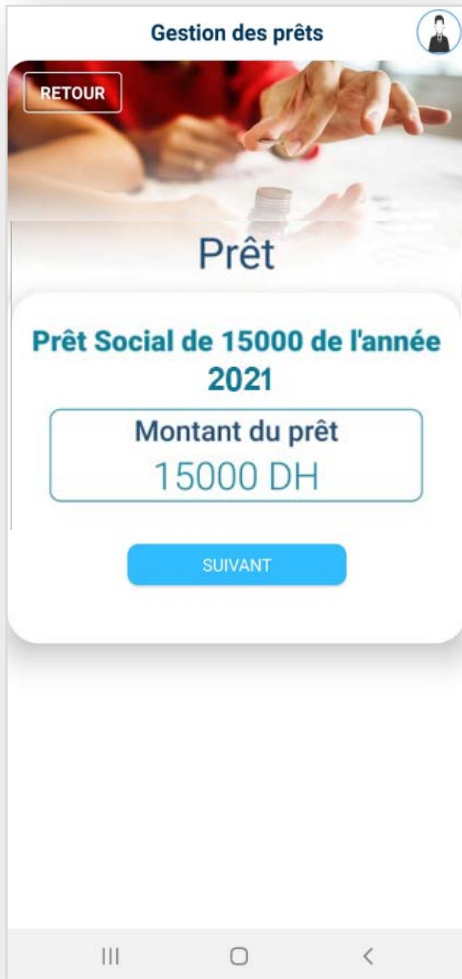 Gestion des prêts
RETOUR
Prêt
Prêt Social de 15000 de l'année
2021
Montant du prêt
15000 DH
SUIVANT